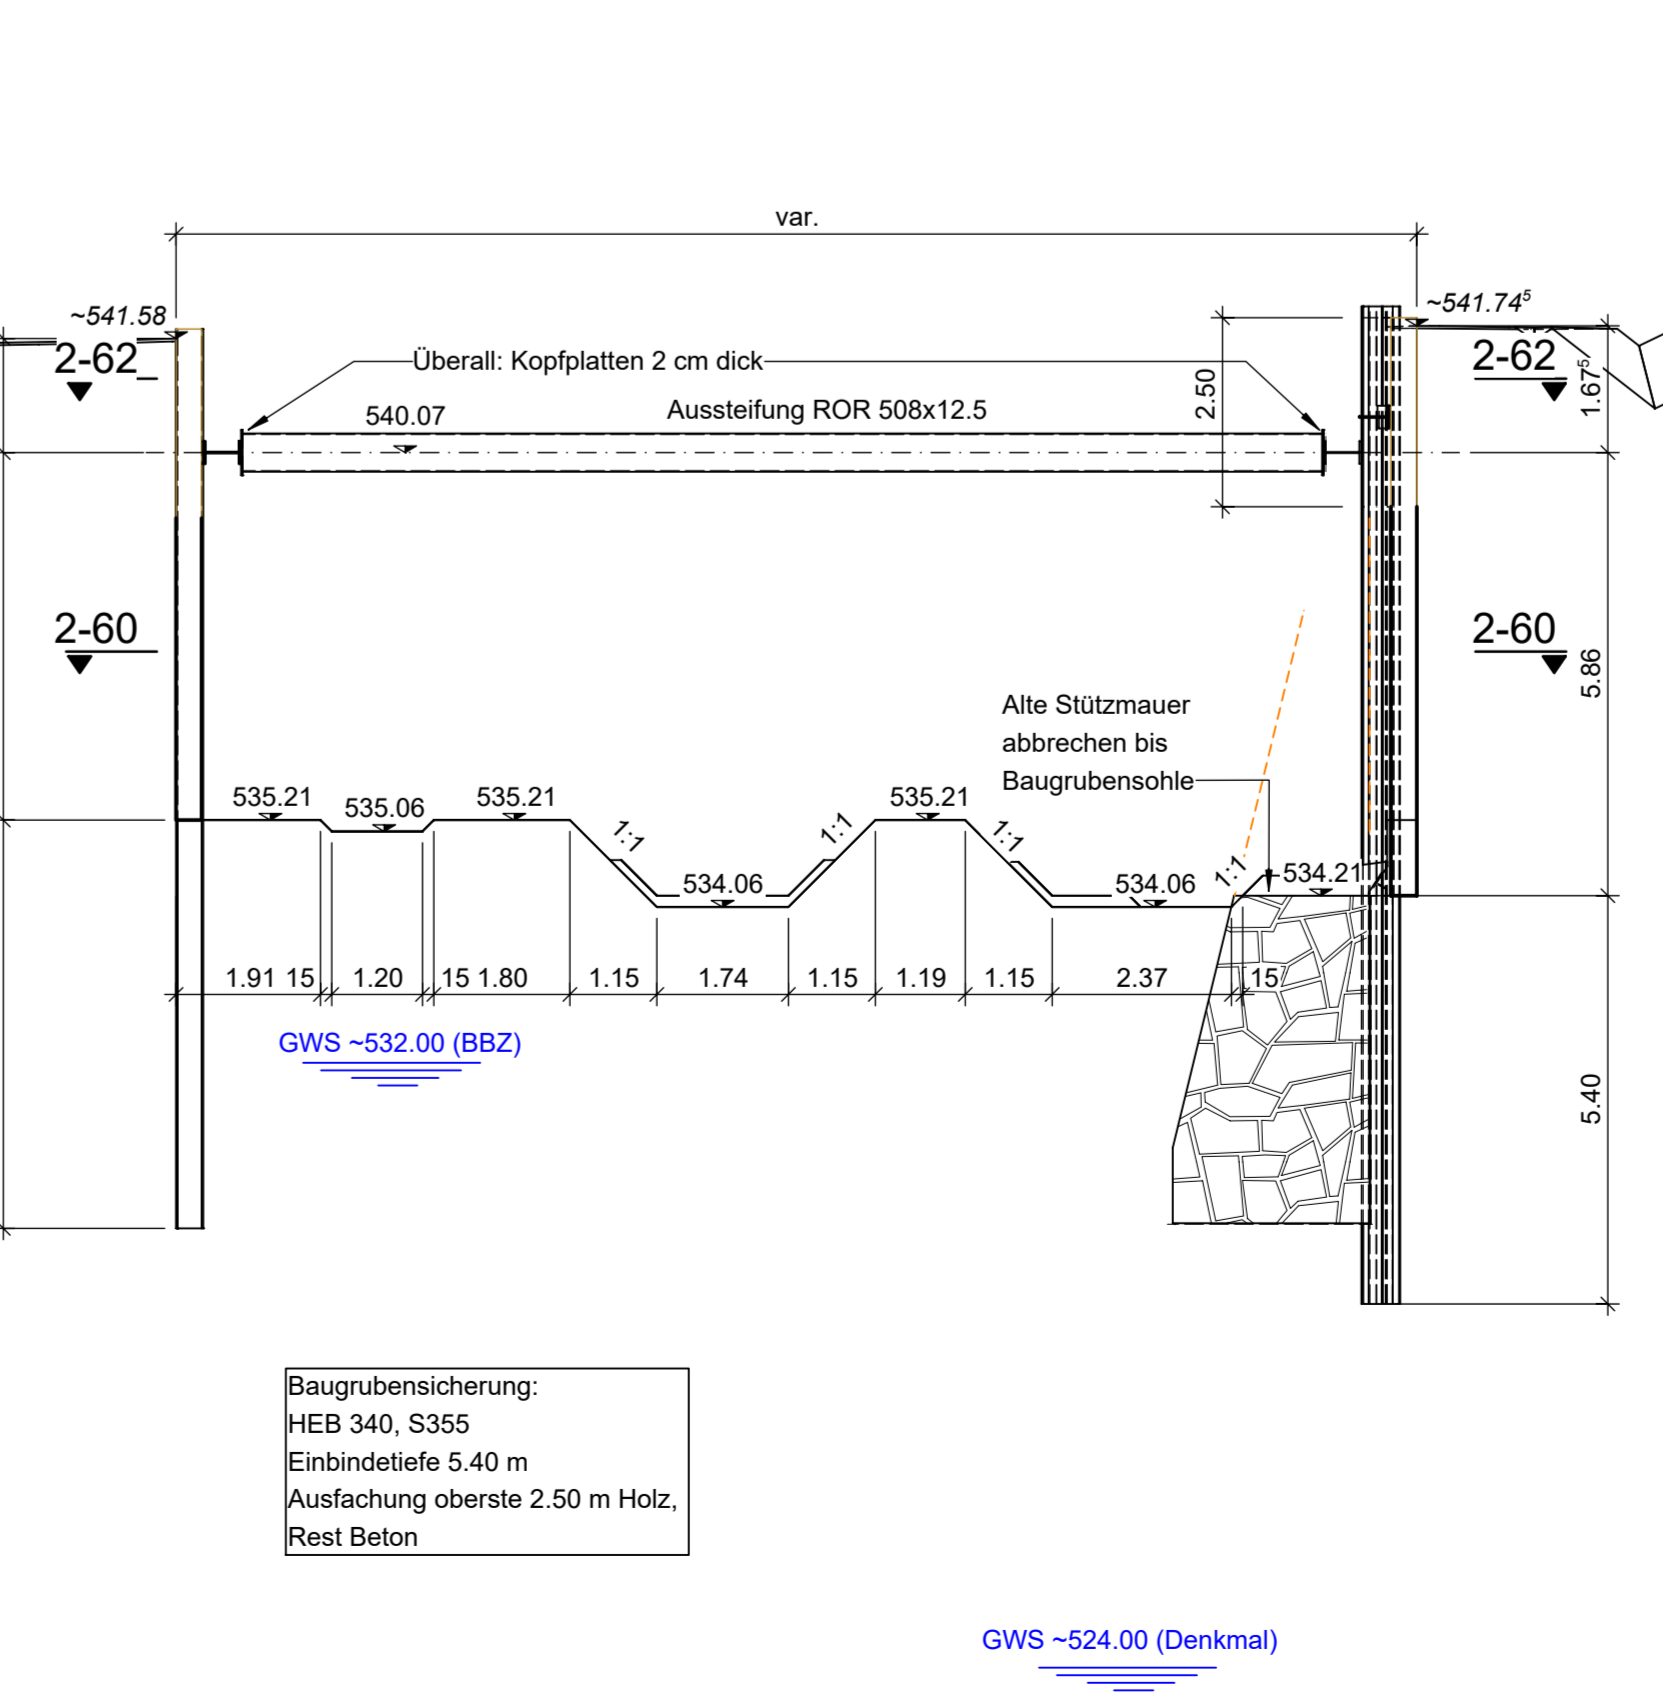 var.
~541.58
~541.74⁵
2-62
2-62
Überall: Kopfplatten 2 cm dick
540.07
Aussteifung ROR 508x12.5
2.50
1.67⁵
2-60
2-60
5.86
Alte Stützmauer
abbrechen bis
Baugrubensohle
535.21
535.06
535.21
535.21
1:1
1:1
1:1
1:1
534.06
534.06
534.21
1.91 15 1.20 15 1.80 1.15 1.74 1.15 1.19 1.15 2.37 15
GWS ~532.00 (BBZ)
5.40
Baugrubensicherung:
HEB 340, S355
Einbindetiefe 5.40 m
Ausfachung oberste 2.50 m Holz,
Rest Beton
GWS ~524.00 (Denkmal)